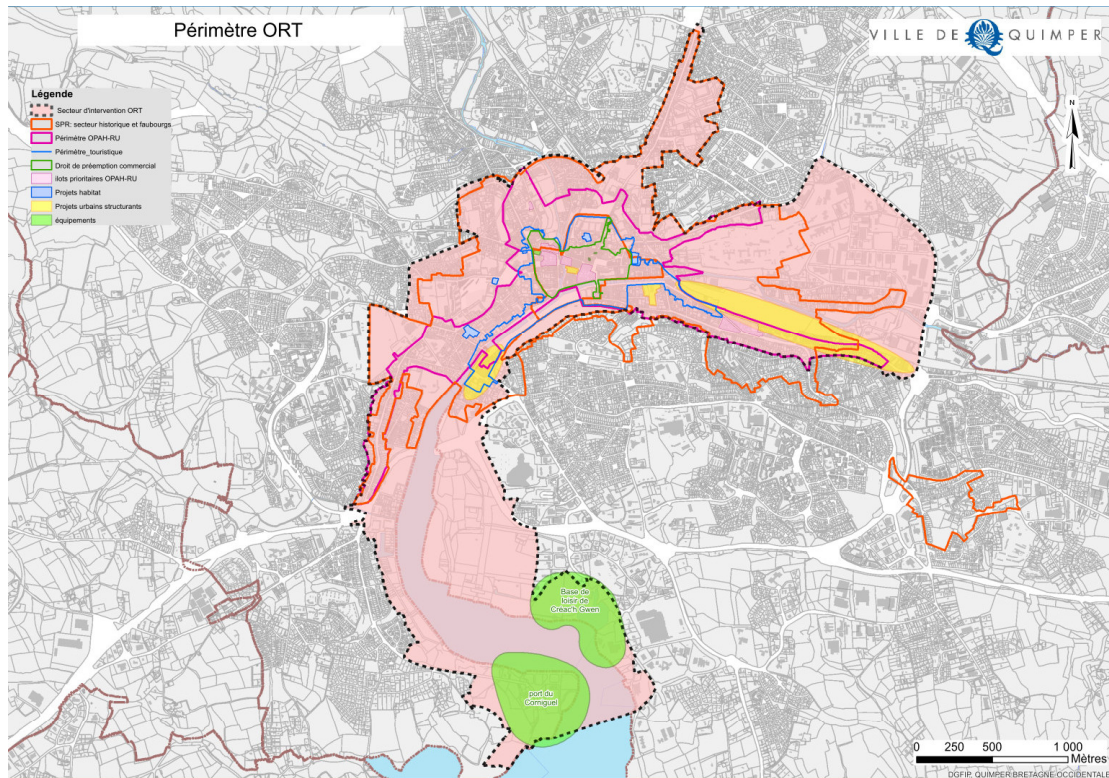 Périmètre ORT
VILLE DE QUIMPER
Légende
Secteur d'intervention ORT
SPR: secteur historique et faubourgs
Périmètre OPAH-RU
Périmètre_touristique
Droit de préemption commercial
ilots prioritaires OPAH-RU
Projets habitat
Projets urbains structurants
équipements
N
Base de
loisir de
Créac'h Gwen
port du
Corniguel
0 250 500 1 000
Mètres
DGFIP, QUIMPER BRETAGNE OCCIDENTALE